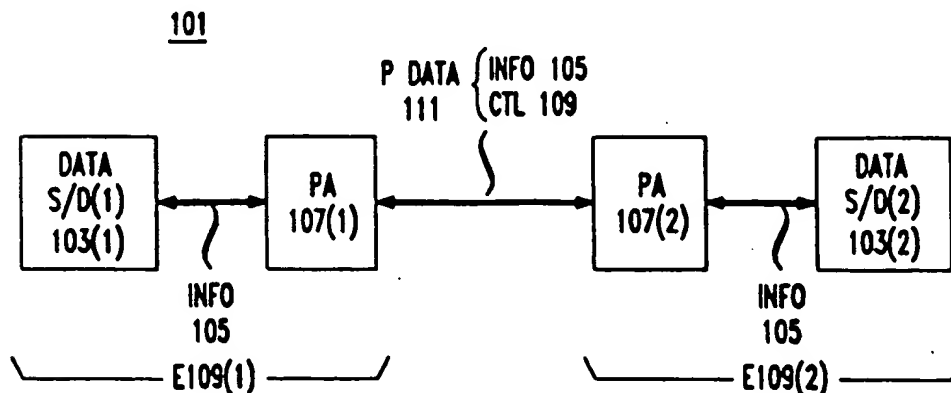 101
P DATA
111
INFO 105
CTL 109
DATA
S/D(1)
103(1)
PA
107(1)
PA
107(2)
DATA
S/D(2)
103(2)
INFO
105
INFO
105
E109(1)
E109(2)